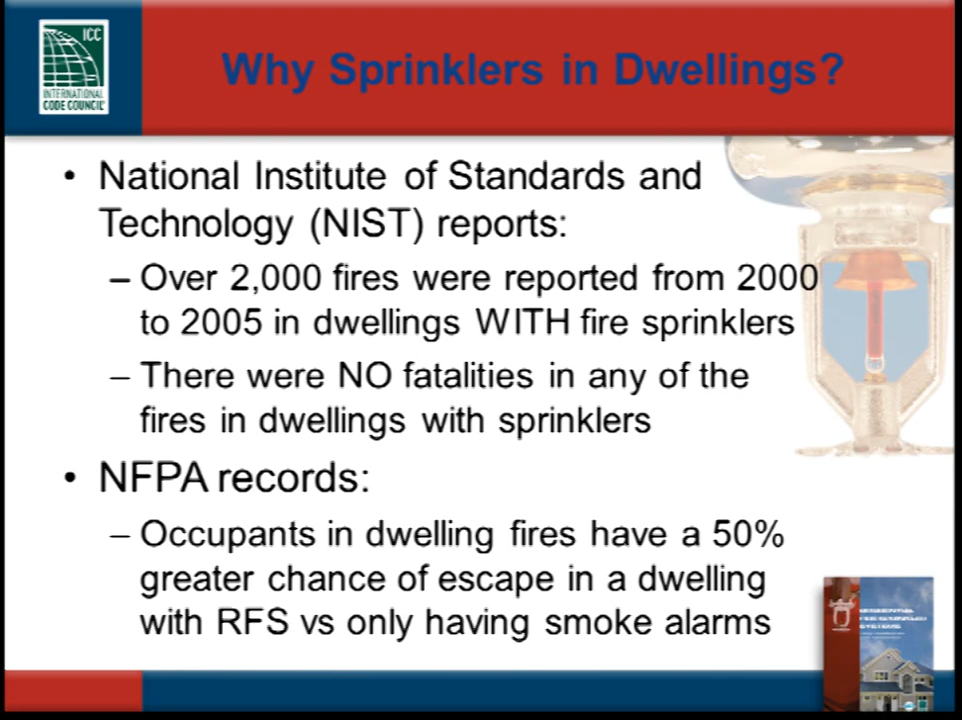 ICC
INTERNATIONAL
CODE COUNCIL
Why Sprinklers in Dwellings?
• National Institute of Standards and
Technology (NIST) reports:
– Over 2,000 fires were reported from 2000
to 2005 in dwellings WITH fire sprinklers
– There were NO fatalities in any of the
fires in dwellings with sprinklers
• NFPA records:
– Occupants in dwelling fires have a 50%
greater chance of escape in a dwelling
with RFS vs only having smoke alarms